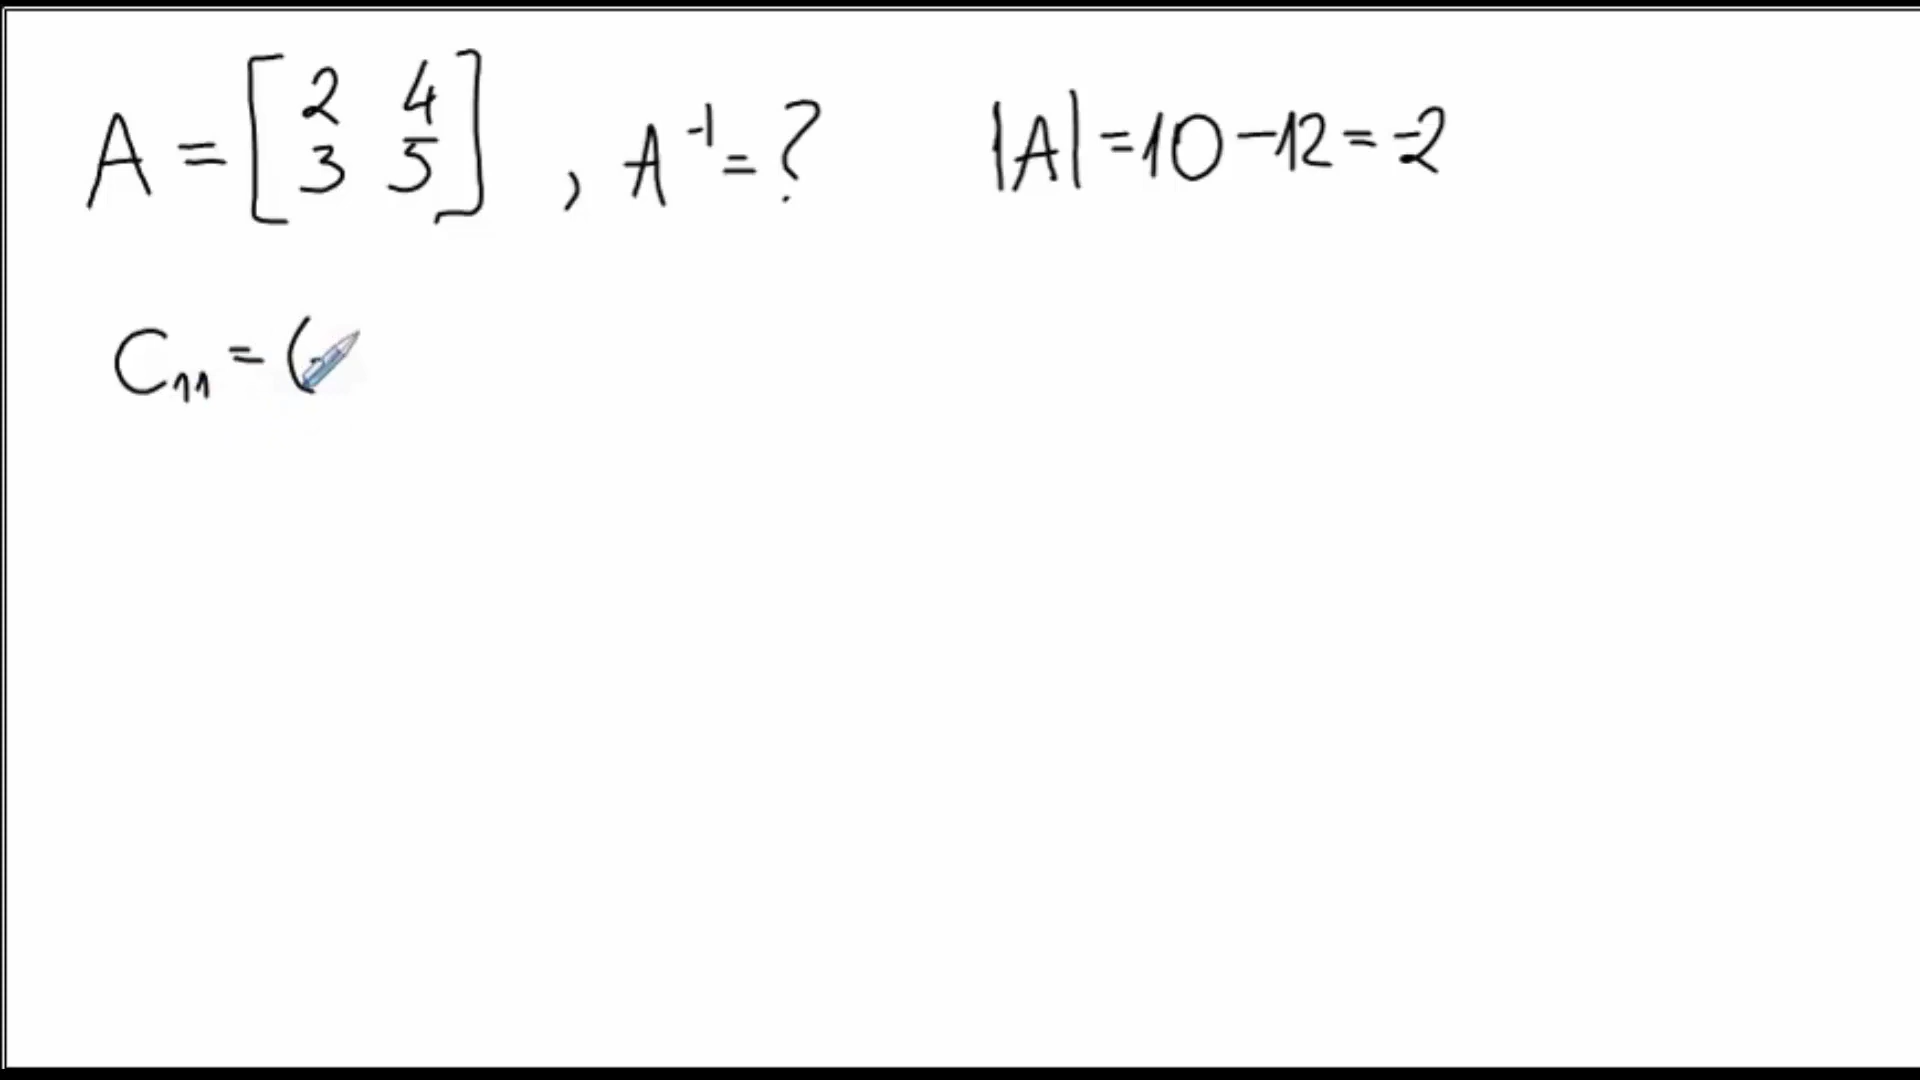 A = [2 4 3 5] , A⁻¹ = ? |A| = 10 - 12 = -2
C₁₁ = (-